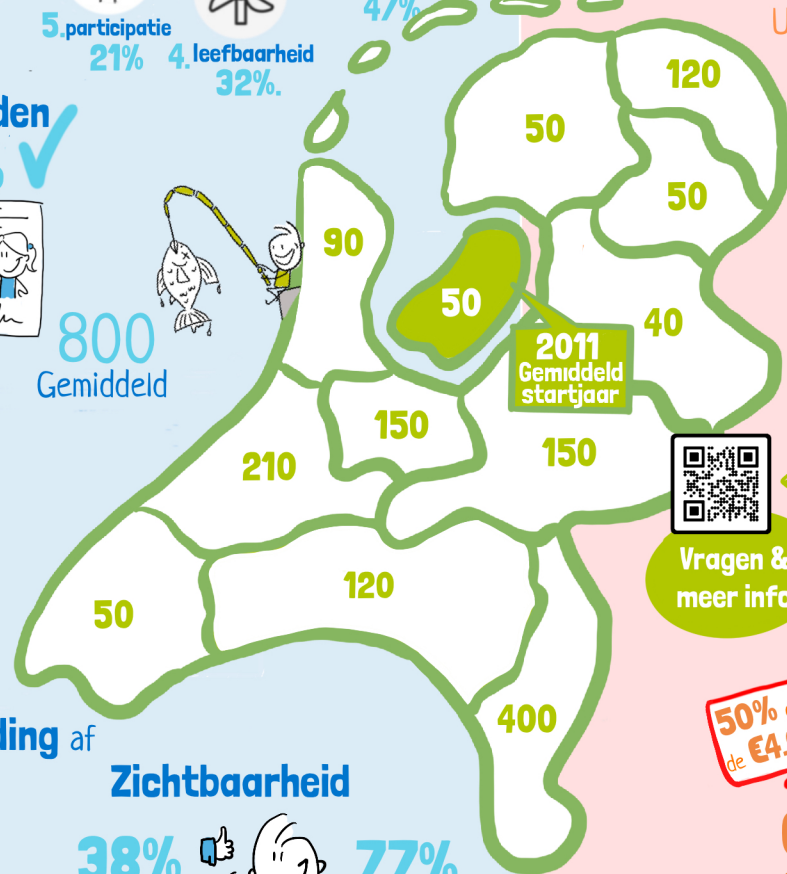 47%
5.participatie
21%
4.leefbaarheid
32%.
den
120
50
50
90
50
40
800
Gemiddeld
2011
Gemiddeld
startjaar
150
150
210
Vragen &
meer info
120
50
400
50%
de €4.
ding af
Zichtbaarheid
38%
77%